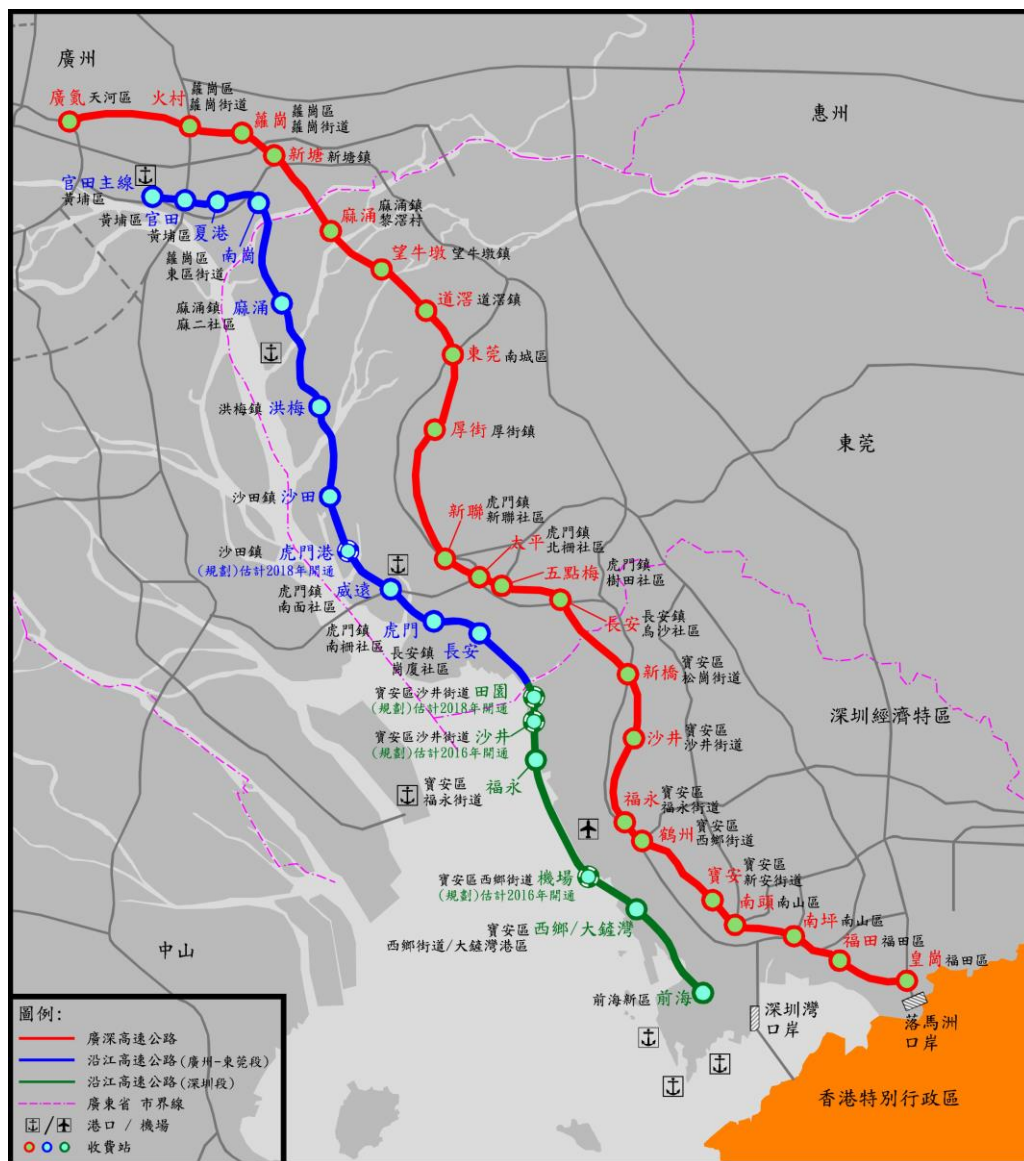 廣州
惠州
東莞
深圳經濟特區
中山
香港特別行政區
廣氮 天河區
火村 蘿崗區
蘿崗街道
蘿崗 蘿崗區
蘿崗街道
新塘 新塘鎮
麻涌 麻涌鎮
黎滘村
望牛墩 望牛墩鎮
道滘 道滘鎮
東莞 南城區
厚街 厚街鎮
新聯 虎門鎮
新聯社區
太平 虎門鎮
北柵社區
五點梅 虎門鎮
樹田社區
長安 長安鎮
烏沙社區
新橋 寶安區
松崗街道
沙井 寶安區
沙井街道
福永 寶安區
福永街道
鶴州 寶安區
西鄉街道
寶安 寶安區
新安街道
南頭 南山區
南坪 南山區
福田 福田區
皇崗 福田區
官田主線
黃埔區
黃埔區 官田
黃埔區 夏港
蘿崗區
東區街道
南崗
麻涌鎮 麻涌
麻二社區
洪梅鎮 洪梅
沙田鎮 沙田
沙田鎮 虎門港
(規劃)估計2018年開通
虎門鎮 威遠
南面社區
虎門鎮 虎門
南柵社區
長安鎮 長安
崗廈社區
寶安區沙井街道 田園
(規劃)估計2018年開通
寶安區沙井街道 沙井
(規劃)估計2016年開通
寶安區 福永
福永街道
寶安區西鄉街道 機場
(規劃)估計2016年開通
寶安區 西鄉/大鏟灣
西鄉街道/大鏟灣港區
前海新區 前海
深圳灣
口岸
落馬洲
口岸
圖例:
廣深高速公路
沿江高速公路(廣州-東莞段)
沿江高速公路(深圳段)
廣東省 市界線
/ 港口 / 機場
收費站